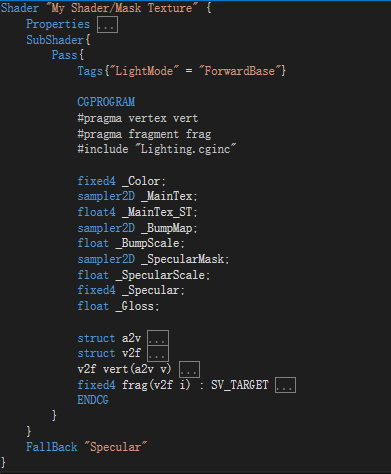 Shader "My Shader/Mask Texture" {
Properties ...
SubShader{
Pass{
Tags{"LightMode" = "ForwardBase"}
CGPROGRAM
#pragma vertex vert
#pragma fragment frag
#include "Lighting.cginc"
fixed4 _Color;
sampler2D _MainTex;
float4 _MainTex_ST;
sampler2D _BumpMap;
float _BumpScale;
sampler2D _SpecularMask;
float _SpecularScale;
fixed4 _Specular;
float _Gloss;
struct a2v ...
struct v2f ...
v2f vert(a2v v) ...
fixed4 frag(v2f i) : SV_TARGET ...
ENDCG
}
}
FallBack "Specular"
}